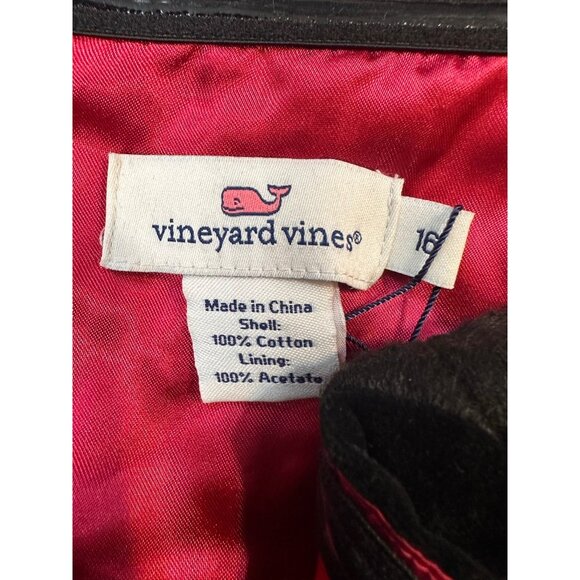 vineyard vines®
16
Made in China
Shell:
100% Cotton
Lining:
100% Acetate